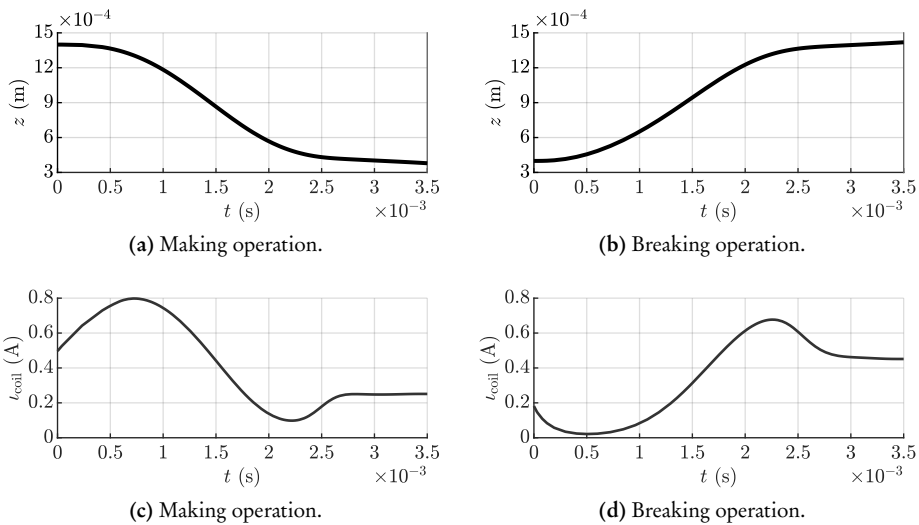 ×10⁻⁴ ×10⁻⁴
15 15
12 12
z (m) 9 z (m) 9
6 6
3 3
0 0.5 1 1.5 2 2.5 3 3.5 0 0.5 1 1.5 2 2.5 3 3.5
t (s) ×10⁻³ t (s) ×10⁻³
(a) Making operation. (b) Breaking operation.
0.8 0.8
0.6 0.6
ιcoil (A) 0.4 ιcoil (A) 0.4
0.2 0.2
0 0
0 0.5 1 1.5 2 2.5 3 3.5 0 0.5 1 1.5 2 2.5 3 3.5
t (s) ×10⁻³ t (s) ×10⁻³
(c) Making operation. (d) Breaking operation.